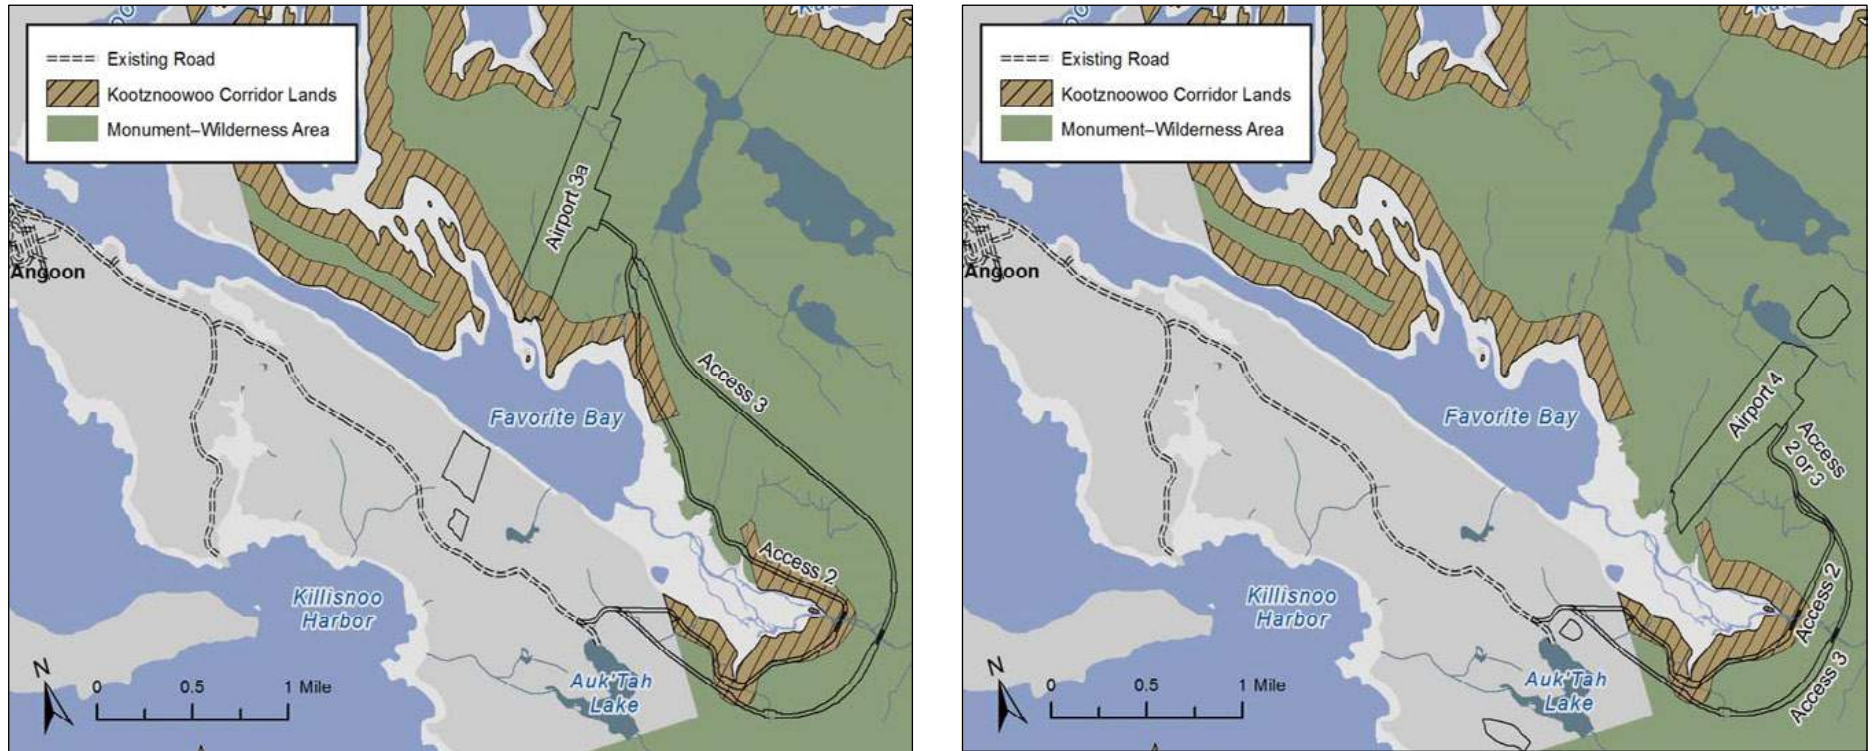 Existing Road
Kootznoowoo Corridor Lands
Monument–Wilderness Area
Airport 3a
Angoon
Access 3
Favorite Bay
Access 2
Killisnoo
Harbor
Auk'Tah
Lake
N
0 0.5 1 Mile
Existing Road
Kootznoowoo Corridor Lands
Monument–Wilderness Area
Angoon
Airport 4
Favorite Bay
Access
2 or 3
Killisnoo
Harbor
Access 2
Access 3
Auk'Tah
Lake
N
0 0.5 1 Mile